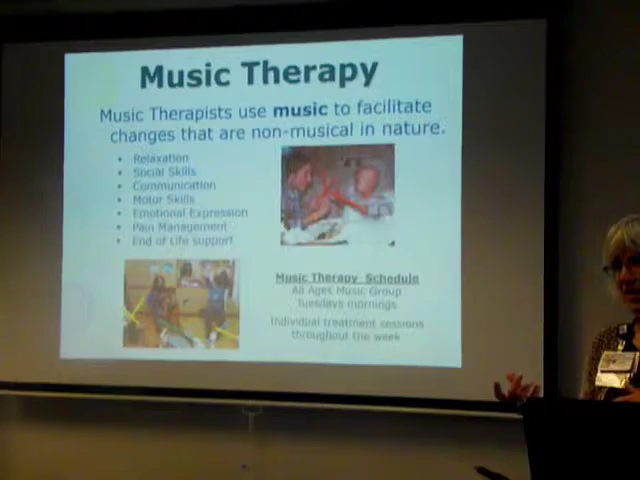 Music Therapy
Music Therapists use music to facilitate
changes that are non-musical in nature.
• Relaxation
• Social Skills
• Communication
• Motor Skills
• Emotional Expression
• Pain Management
• End of Life support
Music Therapy Schedule
All Ages Music Group
Tuesdays mornings
Individual treatment sessions
throughout the week